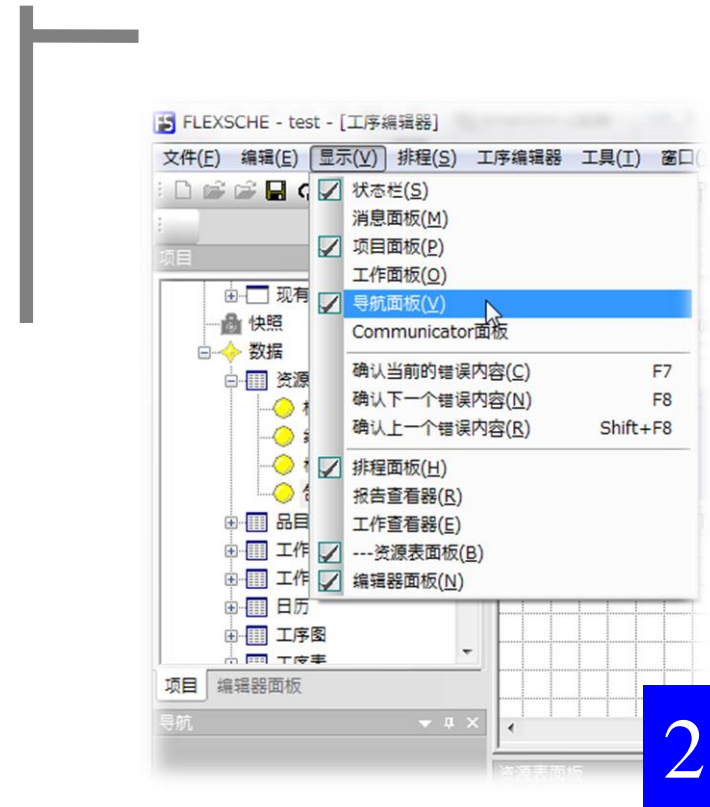 FLEXSCHE - test - [工序编辑器]
文件(F) 编辑(E) 显示(V) 排程(S) 工序编辑器 工具(T) 窗口(
状态栏(S)
消息面板(M)
项目
项目面板(P)
工作面板(O)
现有
导航面板(V)
快照
Communicator面板
数据
确认当前的错误内容(C) F7
资源
确认下一个错误内容(N) F8
确认上一个错误内容(R) Shift+F8
排程面板(H)
报告查看器(R)
品目
工作查看器(E)
工作
---资源表面板(B)
工作
编辑器面板(N)
日历
工序图
工序表
项目 编辑器面板
导航
资源表面板
2